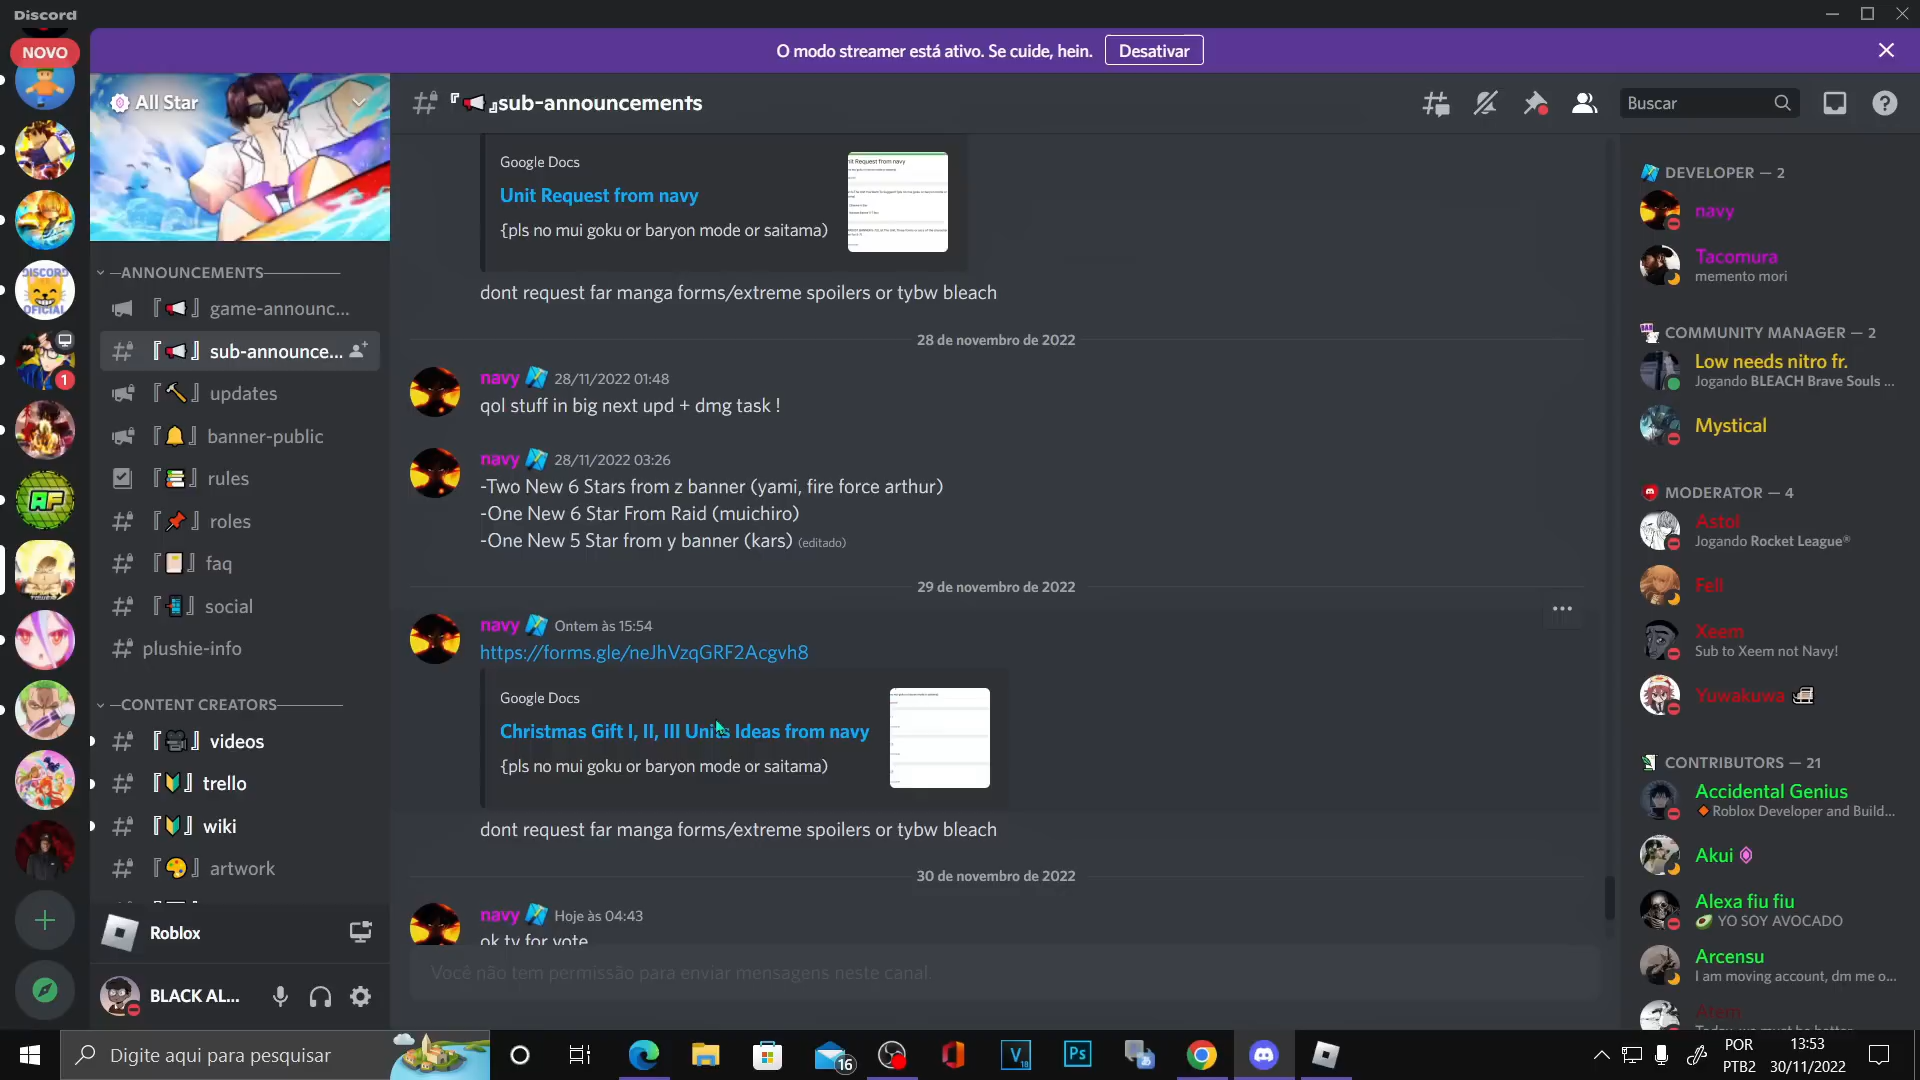 Discord
O modo streamer está ativo. Se cuide, hein.
Desativar
NOVO
DISCORD
OFICIAL
1
AF
All Star
ANNOUNCEMENTS
『📢』 game-announc...
『📢』 sub-announce...
『🔨』 updates
『🔔』 banner-public
『📚』 rules
『📌』 roles
『📔』 faq
『📲』 social
plushie-info
CONTENT CREATORS
『🎥』 videos
『🔰』 trello
『🔰』 wiki
『🎨』 artwork
Roblox
BLACK AL...
『📢』sub-announcements
Buscar
Google Docs
Unit Request from navy
{pls no mui goku or baryon mode or saitama)
dont request far manga forms/extreme spoilers or tybw bleach
28 de novembro de 2022
navy 28/11/2022 01:48
qol stuff in big next upd + dmg task !
navy 28/11/2022 03:26
-Two New 6 Stars from z banner (yami, fire force arthur)
-One New 6 Star From Raid (muichiro)
-One New 5 Star from y banner (kars) (editado)
29 de novembro de 2022
navy Ontem às 15:54
https://forms.gle/neJhVzqGRF2Acgvh8
Google Docs
Christmas Gift I, II, III Units Ideas from navy
{pls no mui goku or baryon mode or saitama)
dont request far manga forms/extreme spoilers or tybw bleach
30 de novembro de 2022
navy Hoje às 04:43
ok ty for vote
Você não tem permissão para enviar mensagens neste canal.
DEVELOPER — 2
navy
Tacomura
memento mori
COMMUNITY MANAGER — 2
Low needs nitro fr.
Jogando BLEACH Brave Souls ...
Mystical
MODERATOR — 4
Astol
Jogando Rocket League®
Fell
Xeem
Sub to Xeem not Navy!
Yuwakuwa
CONTRIBUTORS — 21
Accidental Genius
🔸Roblox Developer and Build...
Akui
Alexa fiu fiu
🥑 YO SOY AVOCADO
Arcensu
I am moving account, dm me o...
Digite aqui para pesquisar
16
V
18
Ps
POR
PTB2
13:53
30/11/2022